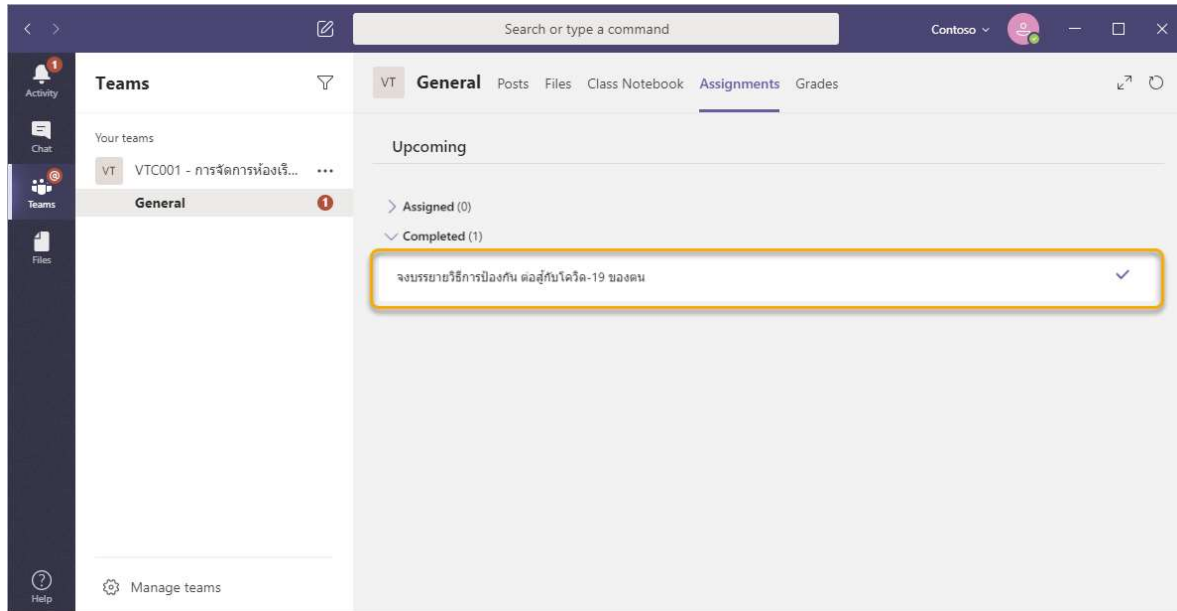 Search or type a command
Contoso
1
Activity
Chat
@
Teams
Files
Help
Teams
Your teams
VT VTC001 - การจัดการห้องเรี... ...
General 1
Manage teams
VT General Posts Files Class Notebook Assignments Grades
Upcoming
Assigned (0)
Completed (1)
จงบรรยายวิธีการป้องกัน ต่อสู้กับโควิด-19 ของตน